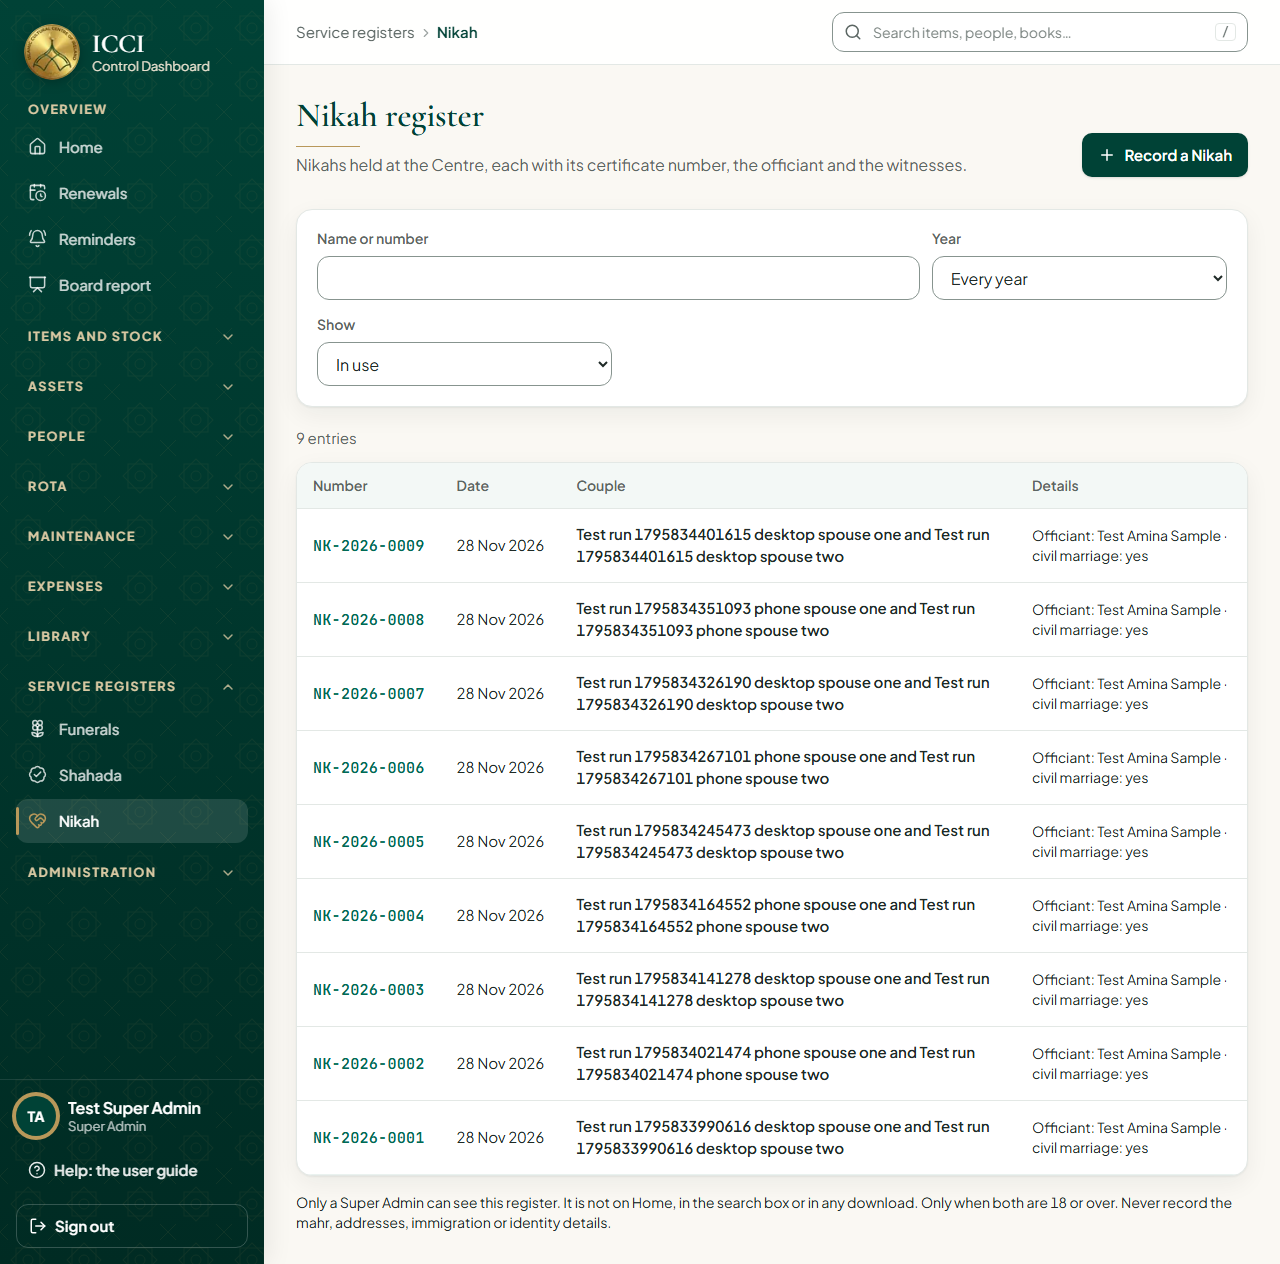 ICCI
Control Dashboard
OVERVIEW
Home
Renewals
Reminders
Board report
ITEMS AND STOCK
ASSETS
PEOPLE
ROTA
MAINTENANCE
EXPENSES
LIBRARY
SERVICE REGISTERS
Funerals
Shahada
Nikah
ADMINISTRATION
TA
Test Super Admin
Super Admin
Help: the user guide
Sign out
Service registers > Nikah
Search items, people, books...
/
Nikah register
Nikahs held at the Centre, each with its certificate number, the officiant and the witnesses.
+ Record a Nikah
Name or number
Year
Every year
Show
In use
9 entries
Number Date Couple Details
NK-2026-0009 28 Nov 2026 Test run 1795834401615 desktop spouse one and Test run Officiant: Test Amina Sample ·
1795834401615 desktop spouse two civil marriage: yes
NK-2026-0008 28 Nov 2026 Test run 1795834351093 phone spouse one and Test run Officiant: Test Amina Sample ·
1795834351093 phone spouse two civil marriage: yes
NK-2026-0007 28 Nov 2026 Test run 1795834326190 desktop spouse one and Test run Officiant: Test Amina Sample ·
1795834326190 desktop spouse two civil marriage: yes
NK-2026-0006 28 Nov 2026 Test run 1795834267101 phone spouse one and Test run Officiant: Test Amina Sample ·
1795834267101 phone spouse two civil marriage: yes
NK-2026-0005 28 Nov 2026 Test run 1795834245473 desktop spouse one and Test run Officiant: Test Amina Sample ·
1795834245473 desktop spouse two civil marriage: yes
NK-2026-0004 28 Nov 2026 Test run 1795834164552 phone spouse one and Test run Officiant: Test Amina Sample ·
1795834164552 phone spouse two civil marriage: yes
NK-2026-0003 28 Nov 2026 Test run 1795834141278 desktop spouse one and Test run Officiant: Test Amina Sample ·
1795834141278 desktop spouse two civil marriage: yes
NK-2026-0002 28 Nov 2026 Test run 1795834021474 phone spouse one and Test run Officiant: Test Amina Sample ·
1795834021474 phone spouse two civil marriage: yes
NK-2026-0001 28 Nov 2026 Test run 1795833990616 desktop spouse one and Test run Officiant: Test Amina Sample ·
1795833990616 desktop spouse two civil marriage: yes
Only a Super Admin can see this register. It is not on Home, in the search box or in any download. Only when both are 18 or over. Never record the
mahr, addresses, immigration or identity details.